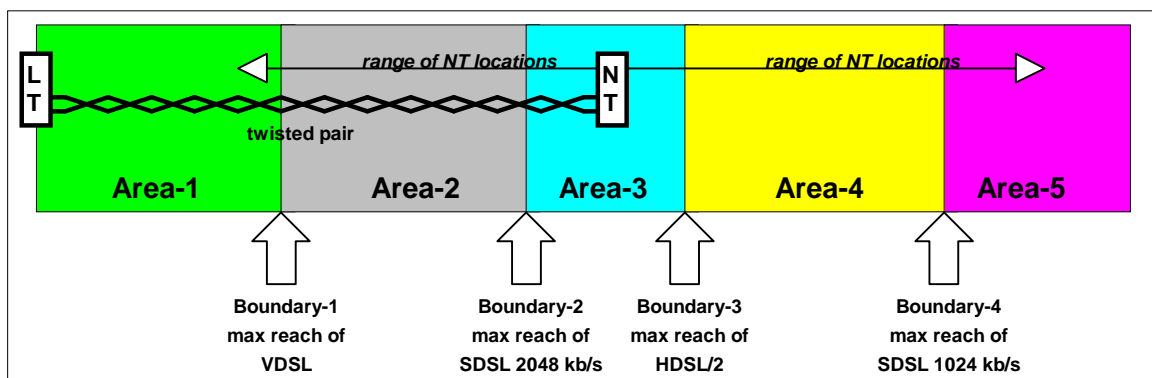 range of NT locations
range of NT locations
L
T
N
T
twisted pair
Area-1
Area-2
Area-3
Area-4
Area-5
Boundary-1
max reach of
VDSL
Boundary-2
max reach of
SDSL 2048 kb/s
Boundary-3
max reach of
HDSL/2
Boundary-4
max reach of
SDSL 1024 kb/s